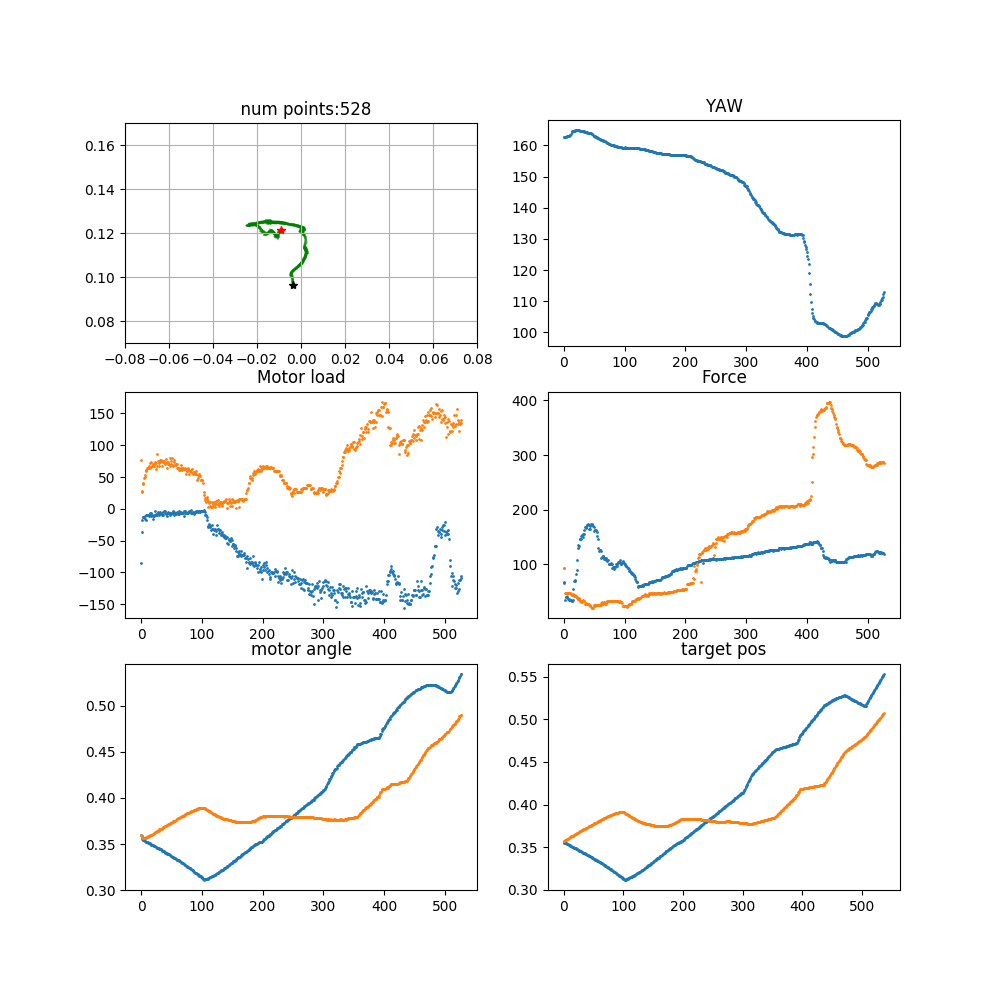 num points:528
0.16
0.14
0.12
0.10
0.08
−0.08 −0.06 −0.04 −0.02 0.00 0.02 0.04 0.06 0.08
YAW
160
150
140
130
120
110
100
0 100 200 300 400 500
Motor load
150
100
50
0
−50
−100
−150
0 100 200 300 400 500
Force
400
300
200
100
0 100 200 300 400 500
motor angle
0.50
0.45
0.40
0.35
0.30
0 100 200 300 400 500
target pos
0.55
0.50
0.45
0.40
0.35
0.30
0 100 200 300 400 500